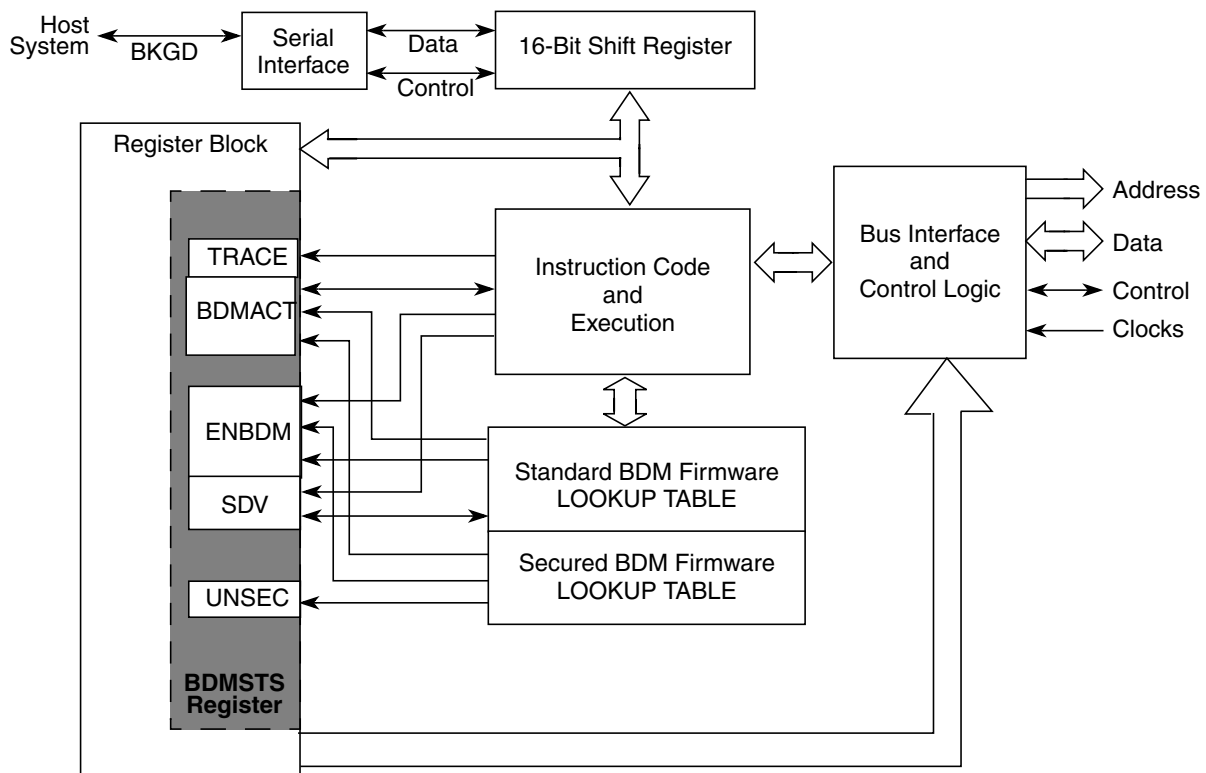 Host
System
BKGD
Serial
Interface
Data
Control
16-Bit Shift Register
Register Block
TRACE
BDMACT
ENBDM
SDV
UNSEC
BDMSTS
Register
Instruction Code
and
Execution
Standard BDM Firmware
LOOKUP TABLE
Secured BDM Firmware
LOOKUP TABLE
Bus Interface
and
Control Logic
Address
Data
Control
Clocks